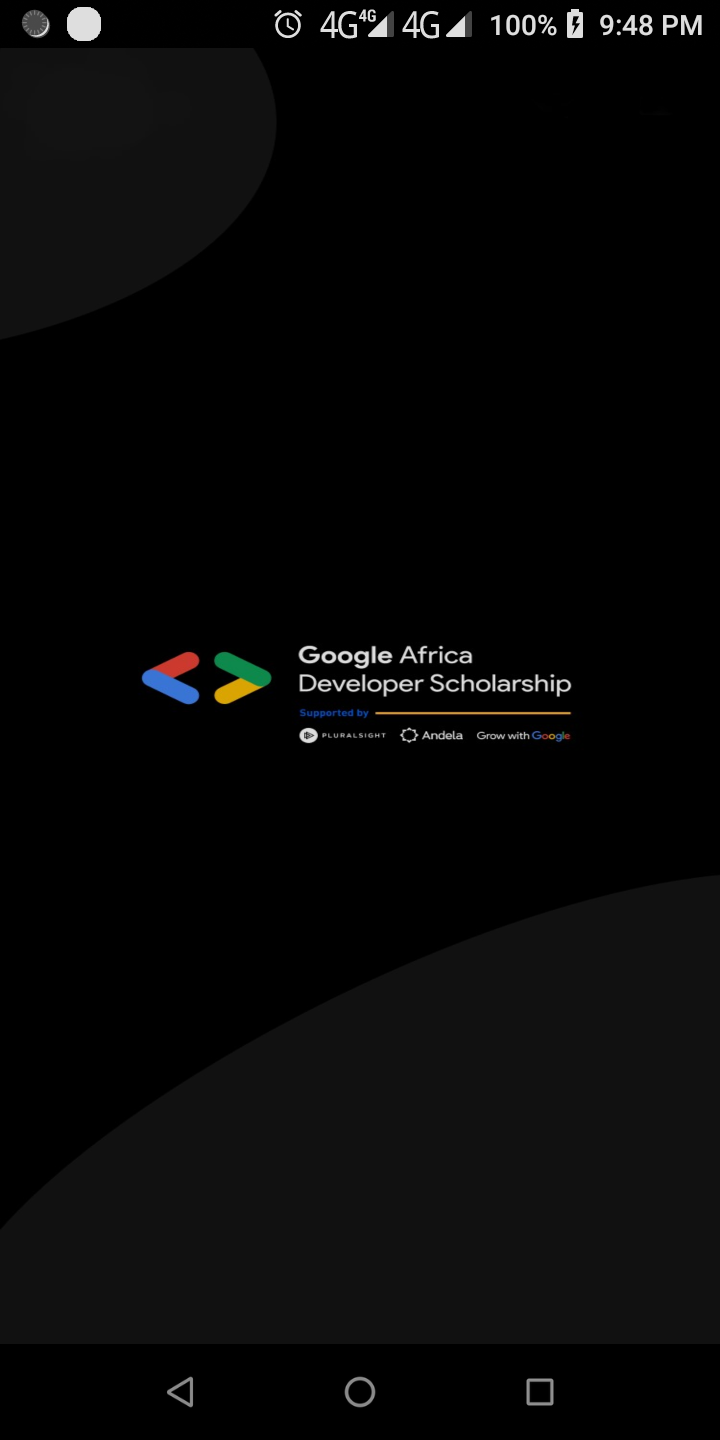 4G 4G 4G 100% 9:48 PM
Google Africa
Developer Scholarship
Supported by
PLURALSIGHT Andela Grow with Google